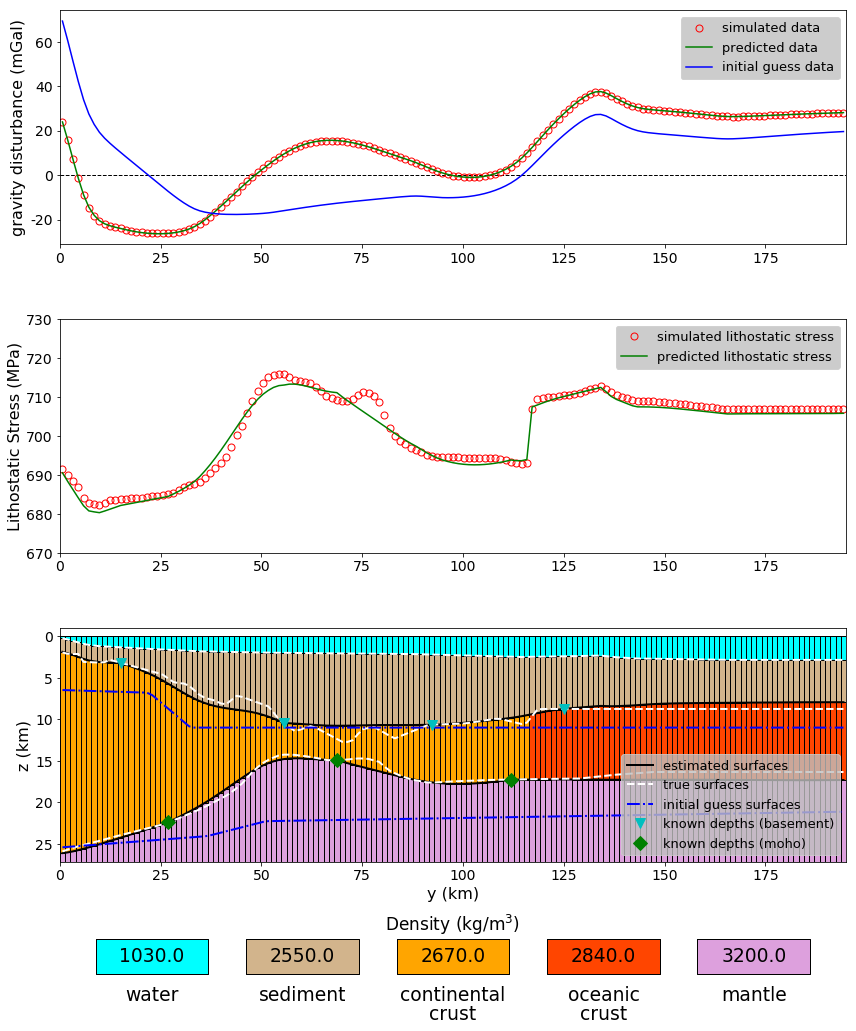 gravity disturbance (mGal)
60
40
20
0
-20
simulated data
predicted data
initial guess data
0 25 50 75 100 125 150 175
Lithostatic Stress (MPa)
730
720
710
700
690
680
670
simulated lithostatic stress
predicted lithostatic stress
0 25 50 75 100 125 150 175
z (km)
0
5
10
15
20
25
estimated surfaces
true surfaces
initial guess surfaces
known depths (basement)
known depths (moho)
0 25 50 75 100 125 150 175
y (km)
Density (kg/m³)
1030.0 2550.0 2670.0 2840.0 3200.0
water sediment continental oceanic mantle
crust crust